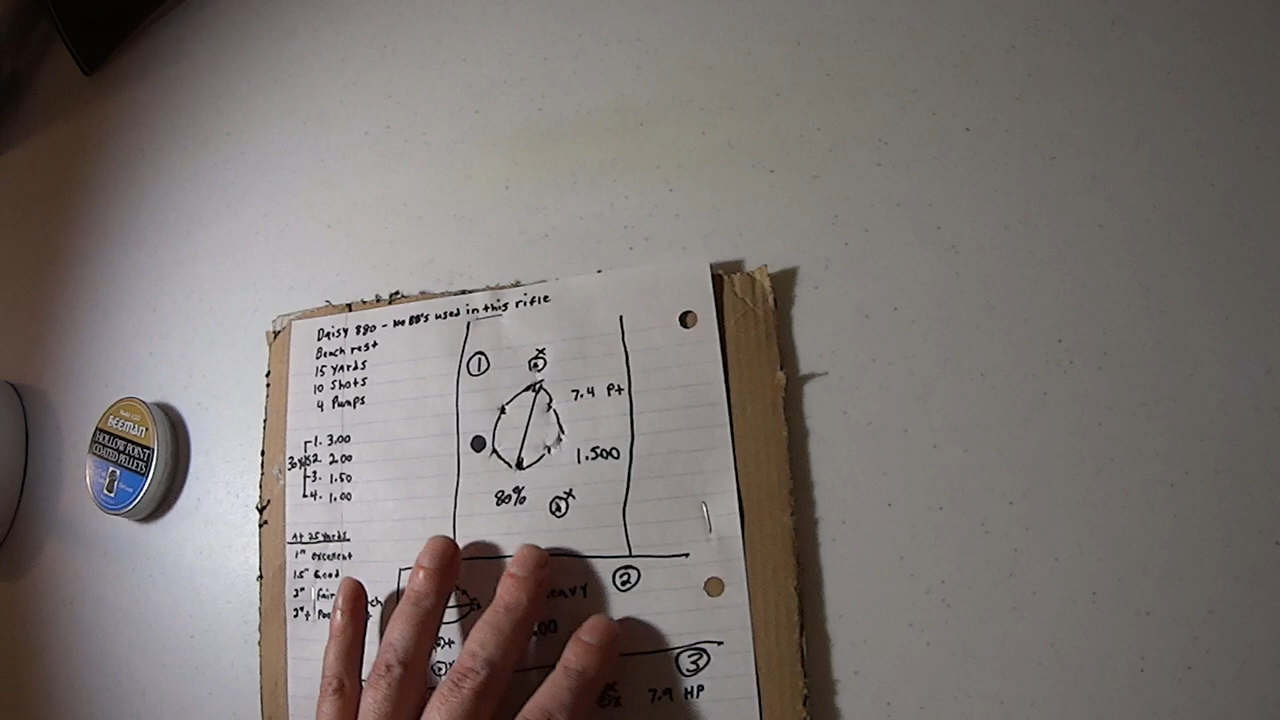 Daisy 880 - No BB's used in this rifle
Bench rest
15 YARDS
10 Shots
4 Pumps
1. 3.00
2. 2.00
3. 1.50
4. 1.00
At 25 yards
1" excellent
1.5" Good
2" fair
2"+
1
7.4 Pt
1.500
80%
2
3
7.9 HP
BEEMAN
HOLLOW POINT
COATED PELLETS